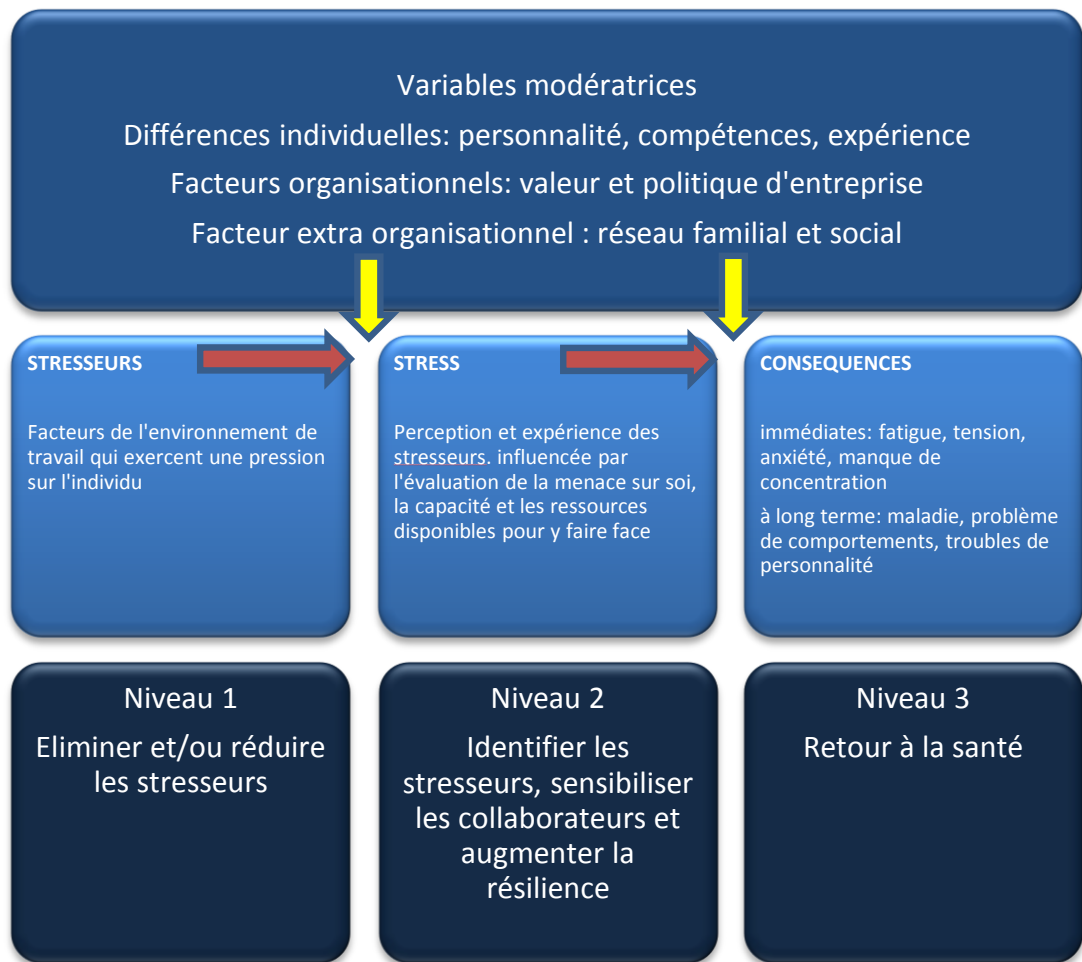 Variables modératrices
Différences individuelles: personnalité, compétences, expérience
Facteurs organisationnels: valeur et politique d'entreprise
Facteur extra organisationnel : réseau familial et social
STRESSEURS
Facteurs de l'environnement de
travail qui exercent une pression
sur l'individu
STRESS
Perception et expérience des
stresseurs. influencée par
l'évaluation de la menace sur soi,
la capacité et les ressources
disponibles pour y faire face
CONSEQUENCES
immédiates: fatigue, tension,
anxiété, manque de
concentration
à long terme: maladie, problème
de comportements, troubles de
personnalité
Niveau 1
Eliminer et/ou réduire
les stresseurs
Niveau 2
Identifier les
stresseurs, sensibiliser
les collaborateurs et
augmenter la
résilience
Niveau 3
Retour à la santé